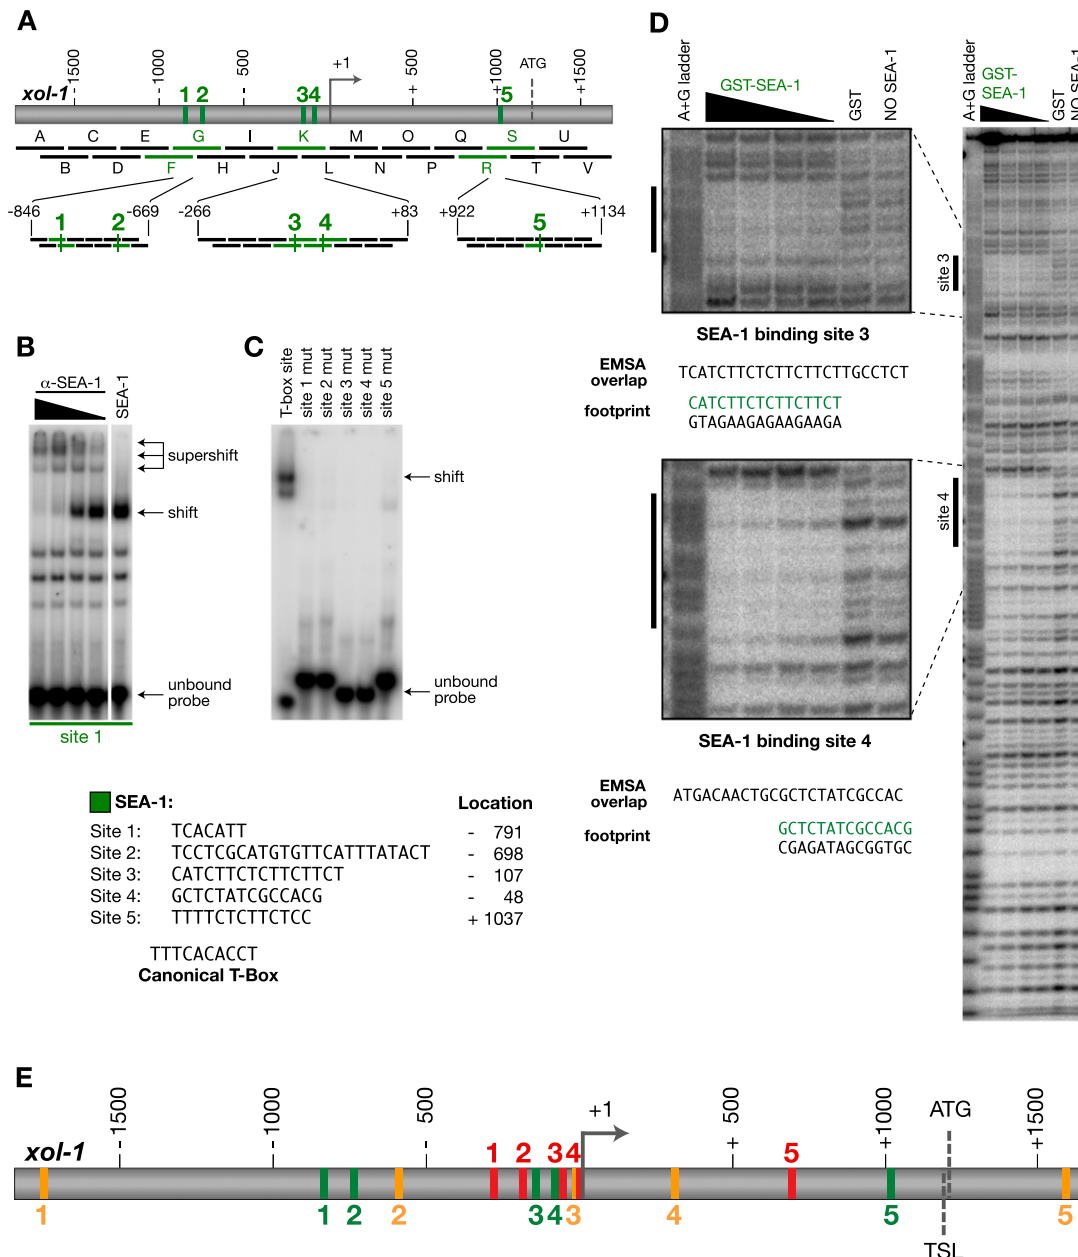 A
-1500
-1000
500
+1
500
+1000
ATG
+1500
xol-1
1 2 3 4 5
A C E G I K M O Q S U
B D F H J L N P R T V
-846 -669 -266 +83 +922 +1134
1 2 3 4 5
B
α-SEA-1
SEA-1
supershift
shift
unbound
probe
site 1
C
T-box site
site 1 mut
site 2 mut
site 3 mut
site 4 mut
site 5 mut
shift
unbound
probe
SEA-1:
Location
Site 1: TCACATT - 791
Site 2: TCCTCGCATGTGTTCATTTATACT - 698
Site 3: CATCTTCTCTTCTTCT - 107
Site 4: GCTCTATCGCCACG - 48
Site 5: TTTTCTCTTCTCC + 1037
TTTCACACCT
Canonical T-Box
D
A+G ladder
GST-SEA-1
GST
NO SEA-1
SEA-1 binding site 3
EMSA
overlap
TCATCTTCTCTTCTTCTTGCCTCT
footprint
CATCTTCTCTTCTTCT
GTAGAAGAGAAGAAGA
SEA-1 binding site 4
EMSA
overlap
ATGACAACTGCGCTCTATCGCCAC
footprint
GCTCTATCGCCACG
CGAGATAGCGGTGC
A+G ladder
GST-
SEA-1
GST
NO SEA-1
site 3
site 4
E
-1500
-1000
500
+1
+500
+1000
ATG
+1500
xol-1
1 2 3 4 5
1 1 2 2 3 4 3 4 5 5
TSL